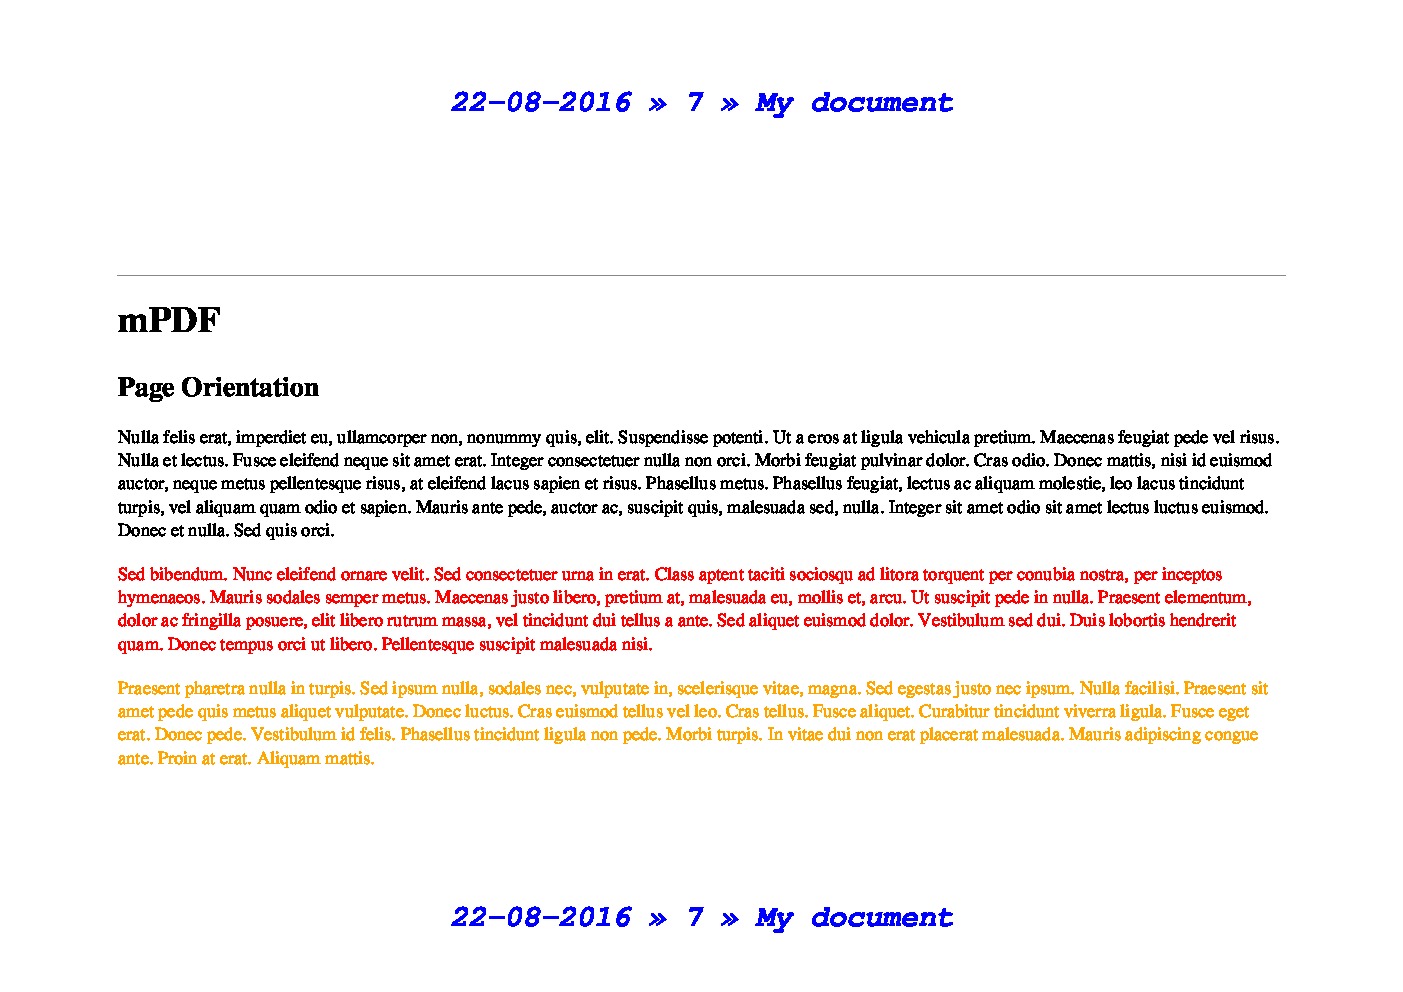 22-08-2016 » 7 » My document
mPDF
Page Orientation
Nulla felis erat, imperdiet eu, ullamcorper non, nonummy quis, elit. Suspendisse potenti. Ut a eros at ligula vehicula pretium. Maecenas feugiat pede vel risus.
Nulla et lectus. Fusce eleifend neque sit amet erat. Integer consectetuer nulla non orci. Morbi feugiat pulvinar dolor. Cras odio. Donec mattis, nisi id euismod
auctor, neque metus pellentesque risus, at eleifend lacus sapien et risus. Phasellus metus. Phasellus feugiat, lectus ac aliquam molestie, leo lacus tincidunt
turpis, vel aliquam quam odio et sapien. Mauris ante pede, auctor ac, suscipit quis, malesuada sed, nulla. Integer sit amet odio sit amet lectus luctus euismod.
Donec et nulla. Sed quis orci.
Sed bibendum. Nunc eleifend ornare velit. Sed consectetuer urna in erat. Class aptent taciti sociosqu ad litora torquent per conubia nostra, per inceptos
hymenaeos. Mauris sodales semper metus. Maecenas justo libero, pretium at, malesuada eu, mollis et, arcu. Ut suscipit pede in nulla. Praesent elementum,
dolor ac fringilla posuere, elit libero rutrum massa, vel tincidunt dui tellus a ante. Sed aliquet euismod dolor. Vestibulum sed dui. Duis lobortis hendrerit
quam. Donec tempus orci ut libero. Pellentesque suscipit malesuada nisi.
Praesent pharetra nulla in turpis. Sed ipsum nulla, sodales nec, vulputate in, scelerisque vitae, magna. Sed egestas justo nec ipsum. Nulla facilisi. Praesent sit
amet pede quis metus aliquet vulputate. Donec luctus. Cras euismod tellus vel leo. Cras tellus. Fusce aliquet. Curabitur tincidunt viverra ligula. Fusce eget
erat. Donec pede. Vestibulum id felis. Phasellus tincidunt ligula non pede. Morbi turpis. In vitae dui non erat placerat malesuada. Mauris adipiscing congue
ante. Proin at erat. Aliquam mattis.
22-08-2016 » 7 » My document